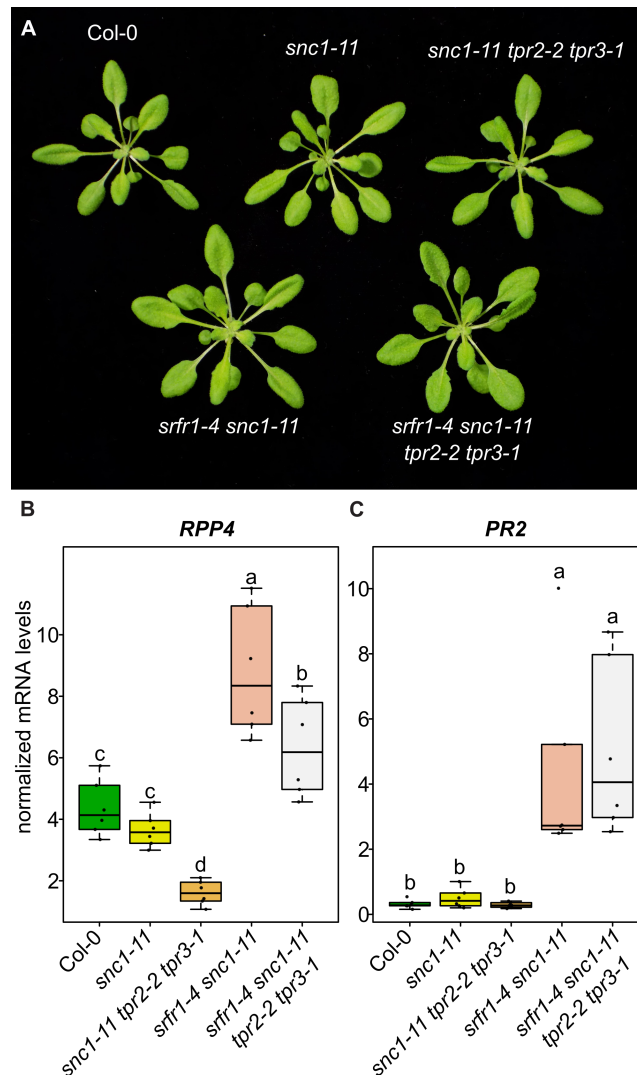 A
Col-0
snc1-11
snc1-11 tpr2-2 tpr3-1
srfr1-4 snc1-11
srfr1-4 snc1-11
tpr2-2 tpr3-1
B
RPP4
normalized mRNA levels
10
8
6
4
2
c
c
d
a
b
Col-0
snc1-11
snc1-11 tpr2-2 tpr3-1
srfr1-4 snc1-11
srfr1-4 snc1-11
tpr2-2 tpr3-1
C
PR2
10
8
6
4
2
0
b
b
b
a
a
Col-0
snc1-11
snc1-11 tpr2-2 tpr3-1
srfr1-4 snc1-11
srfr1-4 snc1-11
tpr2-2 tpr3-1